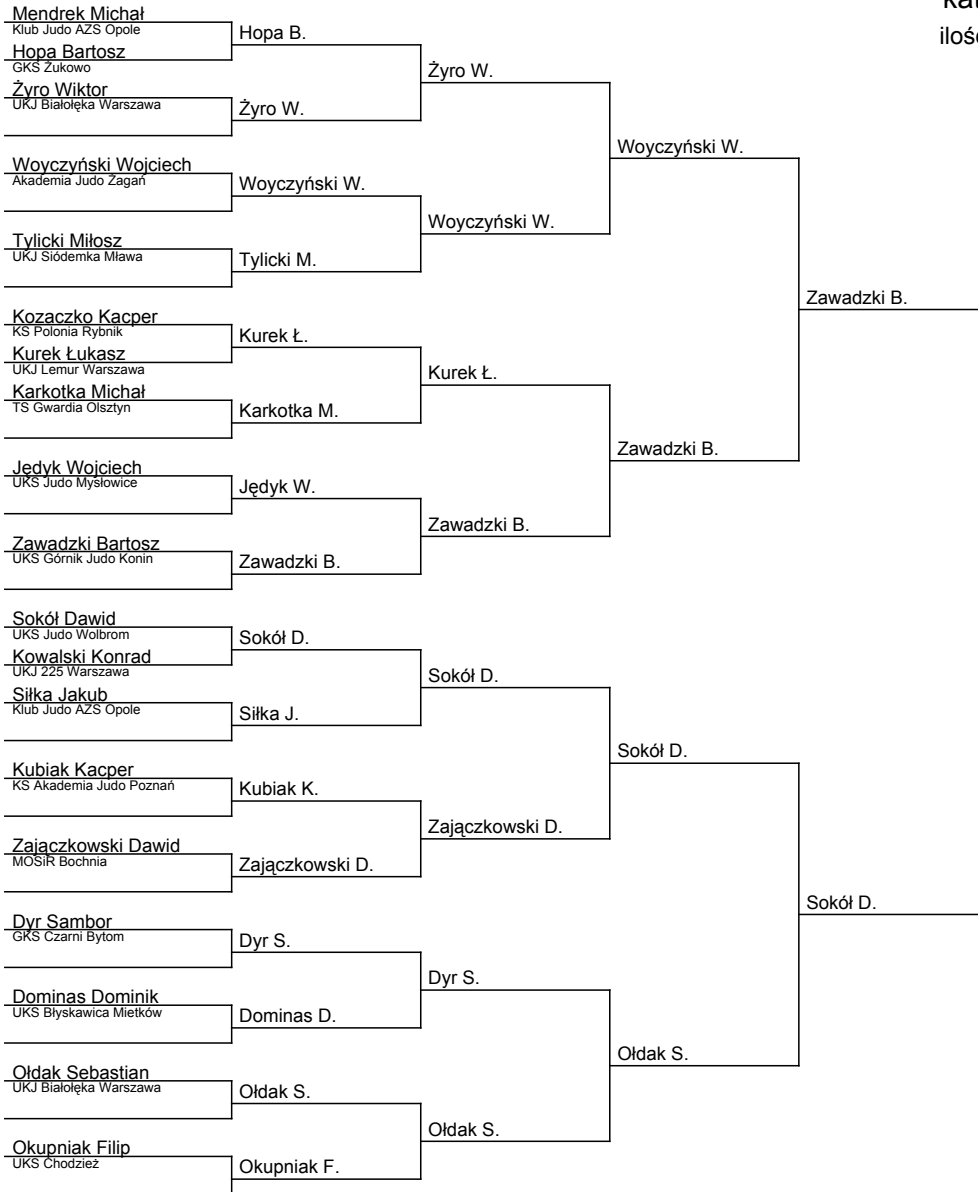 kat
ilość
Mendrek Michał
Klub Judo AZS Opole
Hopa B.
Hopa Bartosz
GKS Żukowo
Żyro W.
Żyro Wiktor
UKJ Białołęka Warszawa
Żyro W.
Woyczyński W.
Woyczyński Wojciech
Akademia Judo Żagań
Woyczyński W.
Woyczyński W.
Tylicki Miłosz
UKJ Siódemka Mława
Tylicki M.
Zawadzki B.
Kozaczko Kacper
KS Polonia Rybnik
Kurek Ł.
Kurek Łukasz
UKJ Lemur Warszawa
Kurek Ł.
Karkotka Michał
TS Gwardia Olsztyn
Karkotka M.
Zawadzki B.
Jędyk Wojciech
UKS Judo Mysłowice
Jędyk W.
Zawadzki B.
Zawadzki Bartosz
UKS Górnik Judo Konin
Zawadzki B.
Sokół Dawid
UKS Judo Wolbrom
Sokół D.
Kowalski Konrad
UKJ 225 Warszawa
Sokół D.
Siłka Jakub
Klub Judo AZS Opole
Siłka J.
Sokół D.
Kubiak Kacper
KS Akademia Judo Poznań
Kubiak K.
Zajączkowski D.
Zajączkowski Dawid
MOSiR Bochnia
Zajączkowski D.
Sokół D.
Dyr Sambor
GKS Czarni Bytom
Dyr S.
Dyr S.
Dominas Dominik
UKS Błyskawica Mietków
Dominas D.
Ołdak S.
Ołdak Sebastian
UKJ Białołęka Warszawa
Ołdak S.
Ołdak S.
Okupniak Filip
UKS Chodzież
Okupniak F.